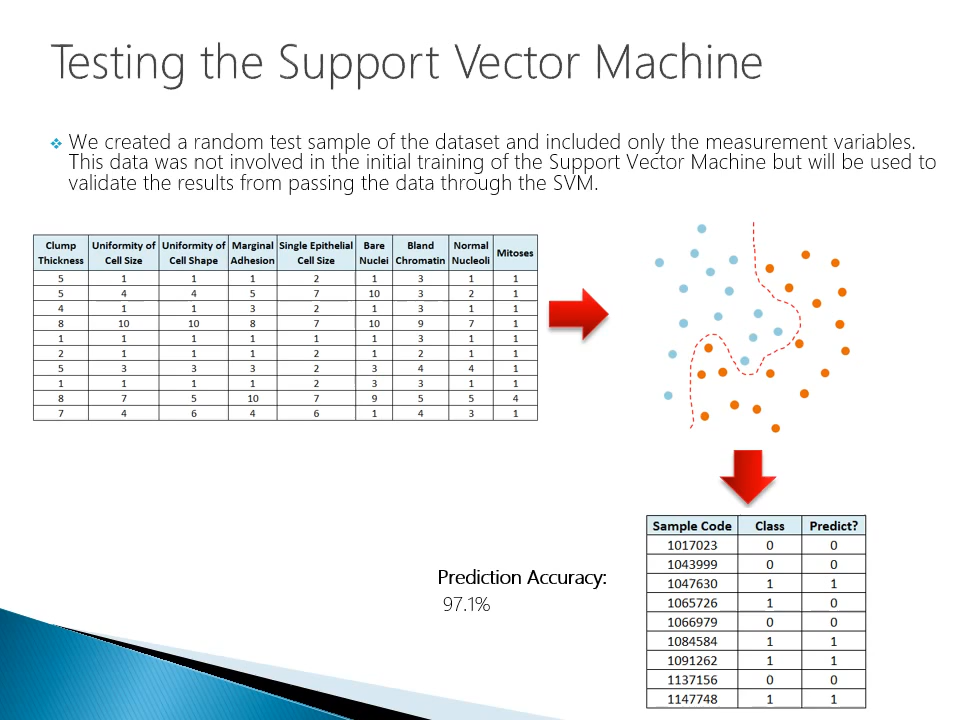 Testing the Support Vector Machine
We created a random test sample of the dataset and included only the measurement variables.
This data was not involved in the initial training of the Support Vector Machine but will be used to
validate the results from passing the data through the SVM.
Clump Thickness Uniformity of Cell Size Uniformity of Cell Shape Marginal Adhesion Single Epithelial Cell Size Bare Nuclei Bland Chromatin Normal Nucleoli Mitoses
5 1 1 1 2 1 3 1 1
5 4 4 5 7 10 3 2 1
4 1 1 3 2 1 3 1 1
8 10 10 8 7 10 9 7 1
1 1 1 1 1 1 3 1 1
2 1 1 1 2 1 2 1 1
5 3 3 3 2 3 4 4 1
1 1 1 1 2 3 3 1 1
8 7 5 10 7 9 5 5 4
7 4 6 4 6 1 4 3 1
Sample Code Class Predict?
1017023 0 0
1043999 0 0
1047630 1 1
1065726 1 0
1066979 0 0
1084584 1 1
1091262 1 1
1137156 0 0
1147748 1 1
Prediction Accuracy:
97.1%